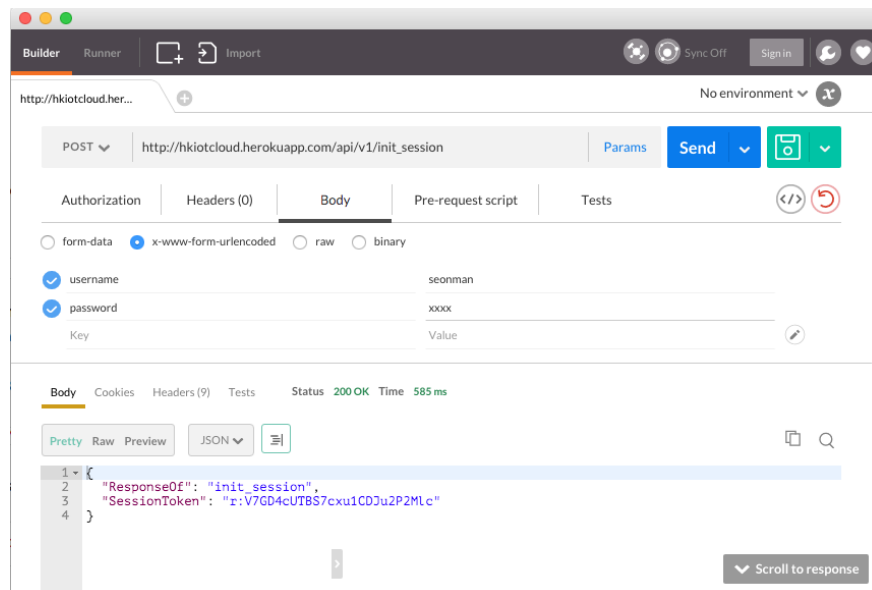 Builder Runner Import Sync Off Sign in
http://hkiotcloud.her... No environment
POST http://hkiotcloud.herokuapp.com/api/v1/init_session Params Send
Authorization Headers (0) Body Pre-request script Tests
form-data x-www-form-urlencoded raw binary
username seonman
password xxxx
Key Value
Body Cookies Headers (9) Tests Status 200 OK Time 585 ms
Pretty Raw Preview JSON
1 {
2 "ResponseOf": "init_session",
3 "SessionToken": "r:V7GD4cUTBS7cxu1CDJu2P2Mlc"
4 }
Scroll to response